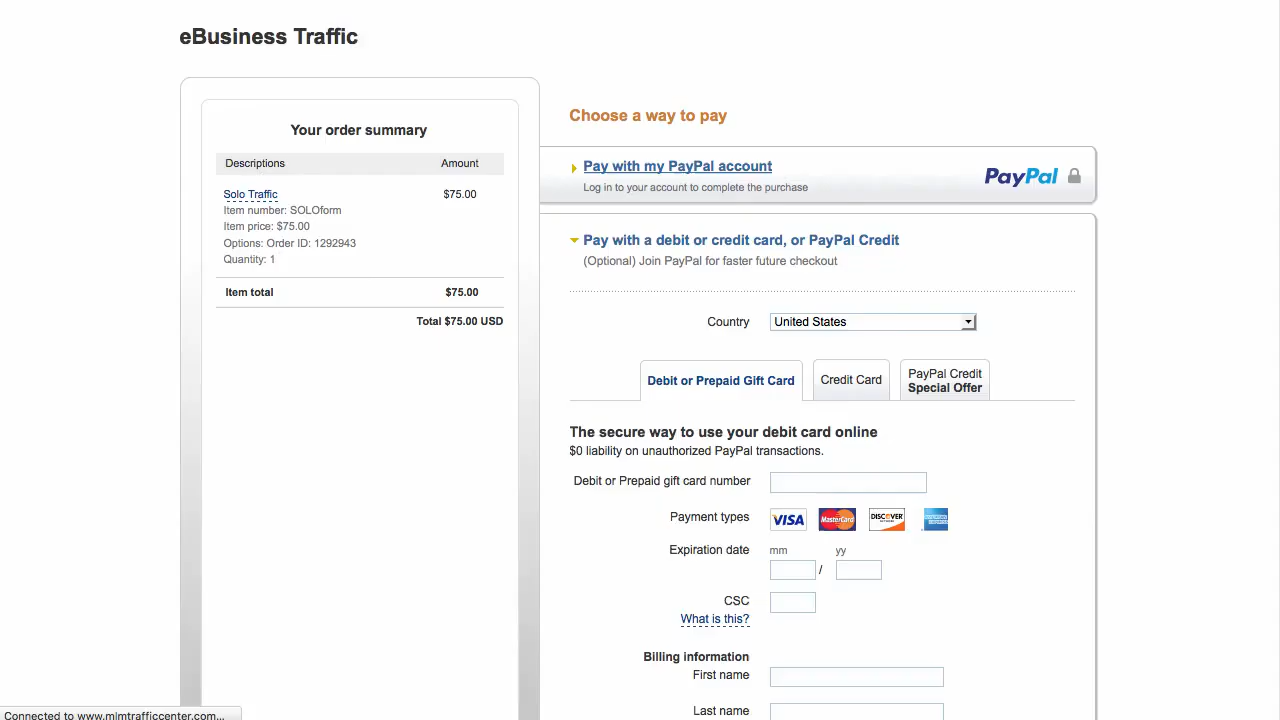 eBusiness Traffic
Your order summary
Descriptions Amount
Solo Traffic $75.00
Item number: SOLOform
Item price: $75.00
Options: Order ID: 1292943
Quantity: 1
Item total $75.00
Total $75.00 USD
Choose a way to pay
Pay with my PayPal account
Log in to your account to complete the purchase
PayPal
Pay with a debit or credit card, or PayPal Credit
(Optional) Join PayPal for faster future checkout
Country United States
Debit or Prepaid Gift Card Credit Card PayPal Credit
Special Offer
The secure way to use your debit card online
$0 liability on unauthorized PayPal transactions.
Debit or Prepaid gift card number
Payment types VISA MasterCard DISCOVER
Expiration date mm yy
/
CSC
What is this?
Billing information
First name
Last name
Connected to www.mlmtrafficcenter.com...